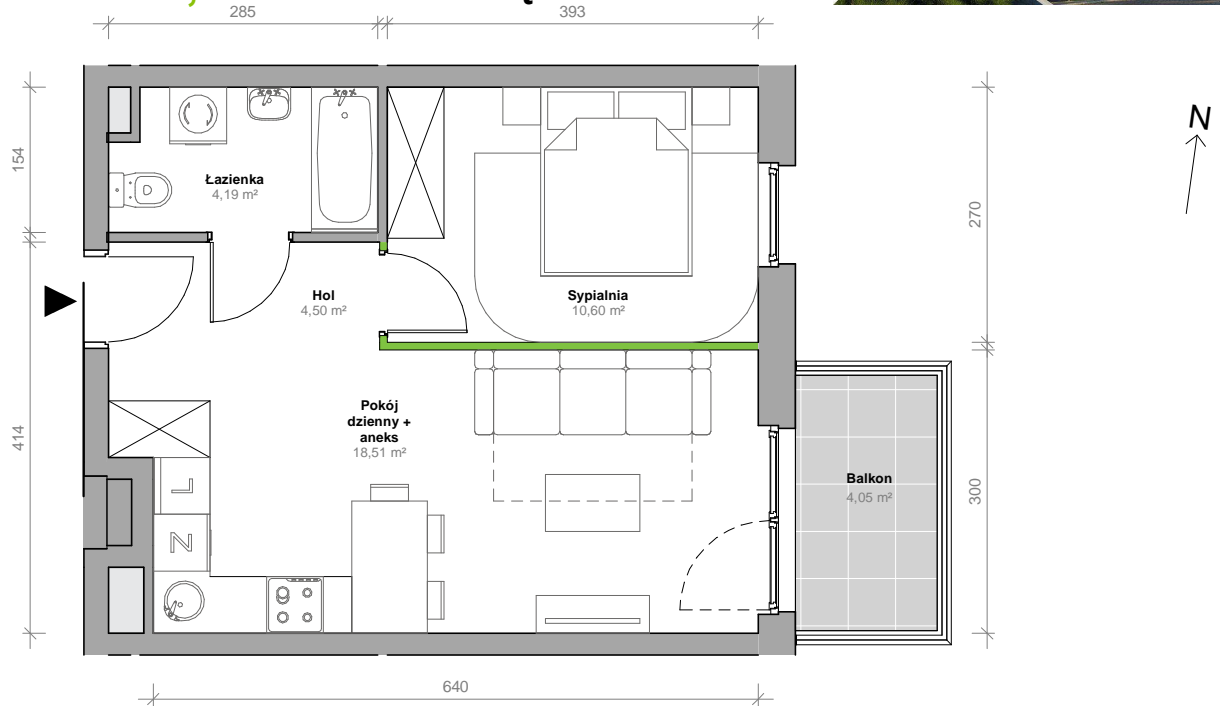 285
393
N
154
Łazienka
4,19 m²
270
Hol
4,50 m²
Sypialnia
10,60 m²
414
Pokój
dzienny +
aneks
18,51 m²
L
Z
Balkon
4,05 m²
300
640